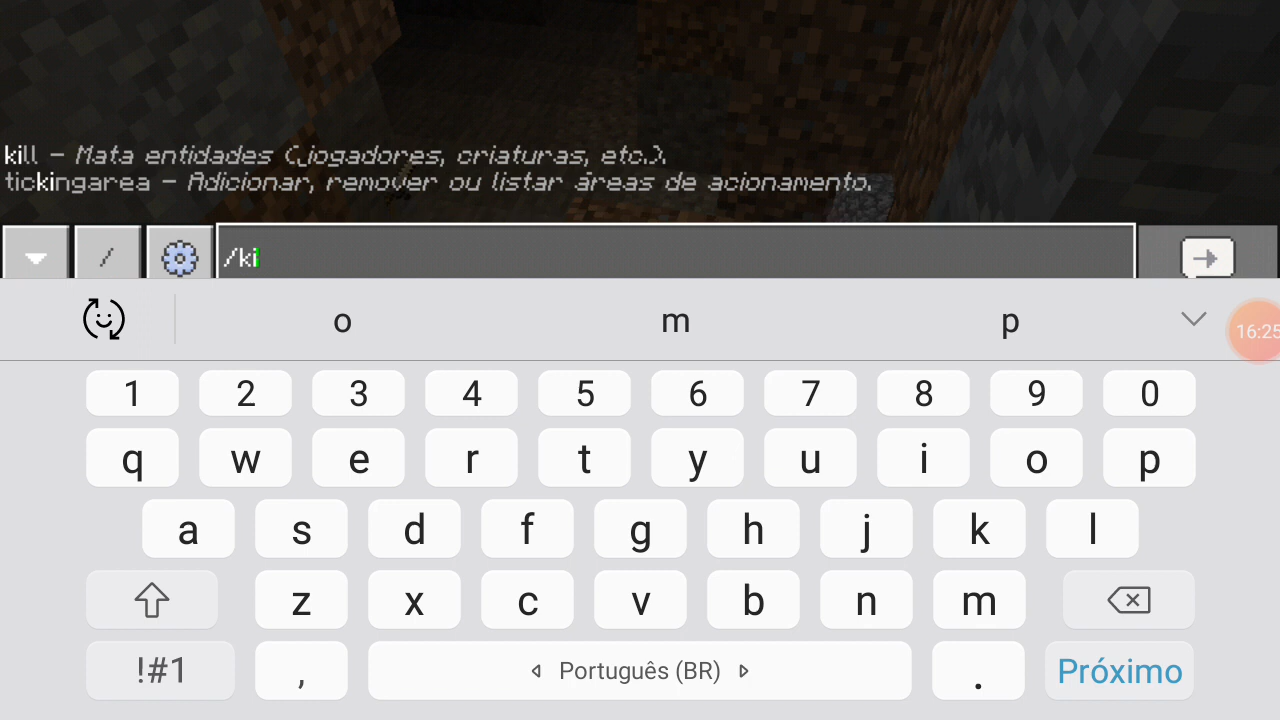 kill – Mata entidades (jogadores, criaturas, etc.).
tickingarea – Adicionar, remover ou listar áreas de acionamento.
/
/ki
o m p
16:25
1 2 3 4 5 6 7 8 9 0
q w e r t y u i o p
a s d f g h j k l
z x c v b n m
!#1 , Português (BR) . Próximo